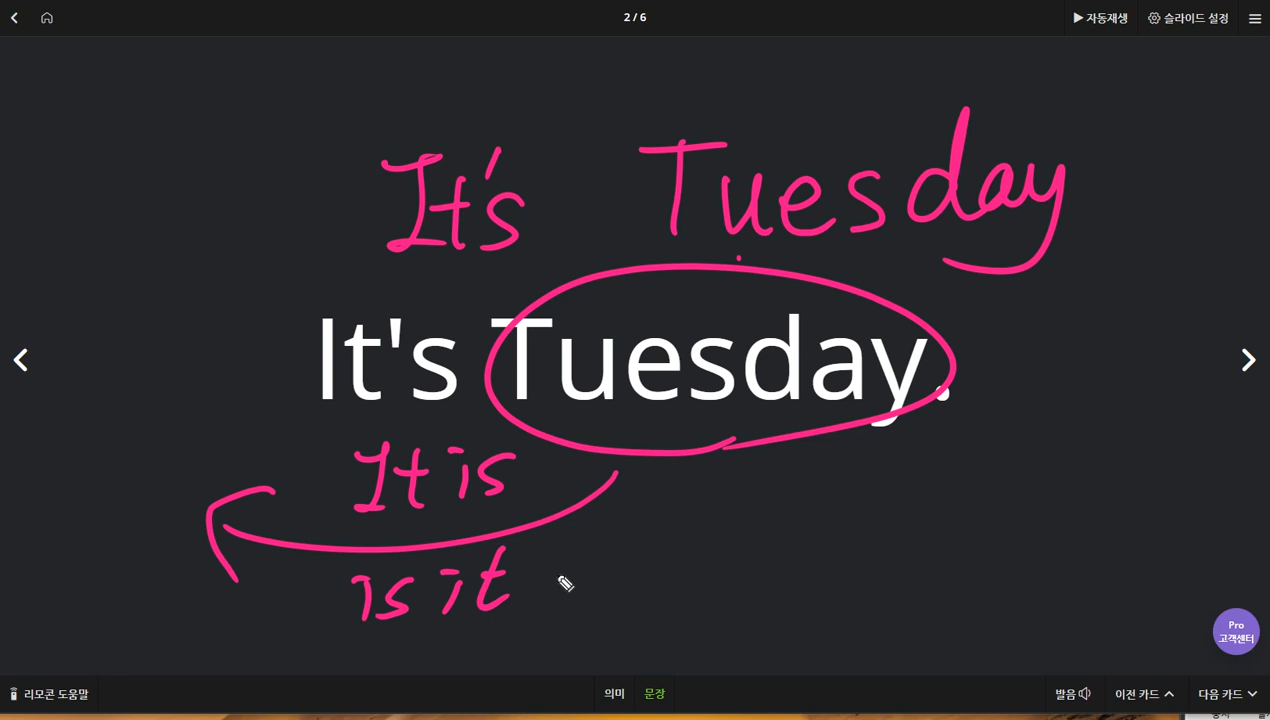 2 / 6
자동재생
슬라이드 설정
It's Tuesday
It's Tuesday.
It is
is it
Pro
고객센터
리모콘 도움말
의미
문장
발음
이전 카드
다음 카드